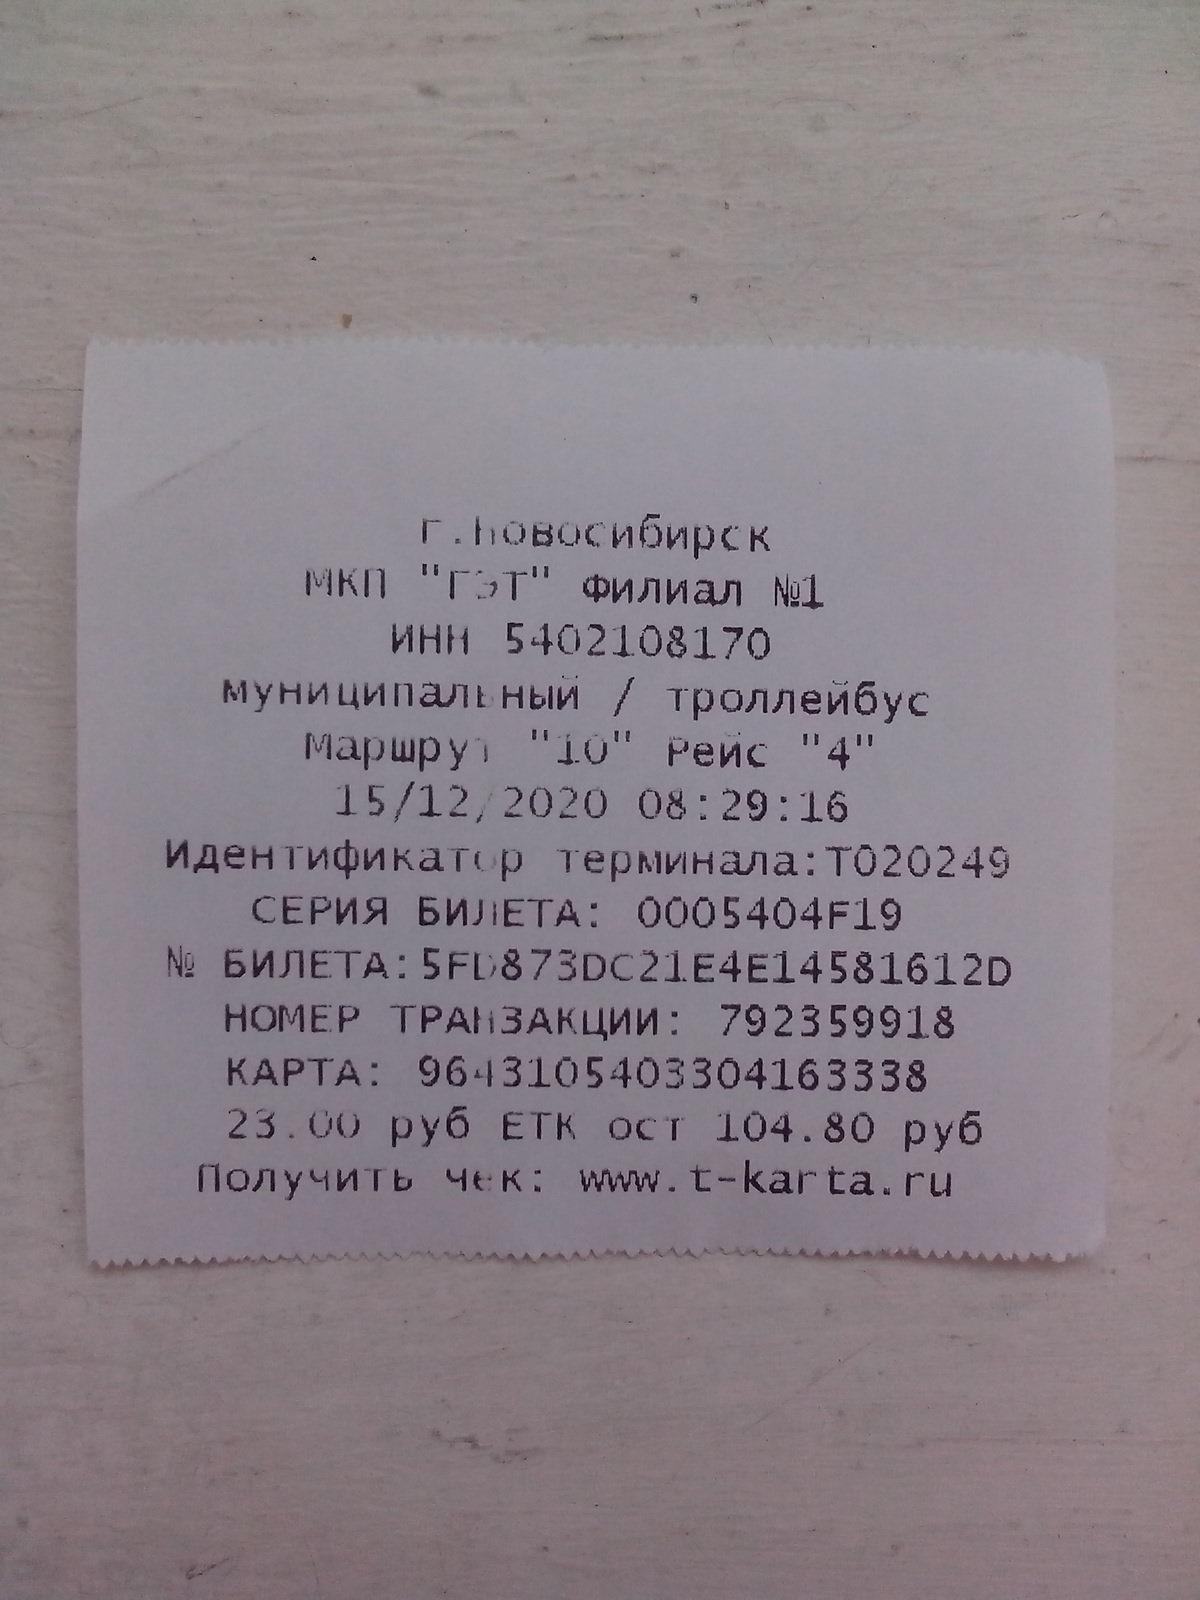 г.Новосибирск
МКП "ГЭТ" Филиал №1
ИНН 5402108170
муниципальный / троллейбус
Маршрут "10" Рейс "4"
15/12/2020 08:29:16
Идентификатор терминала:T020249
СЕРИЯ БИЛЕТА: 0005404F19
№ БИЛЕТА:5FD873DC21E4E14581612D
НОМЕР ТРАНЗАКЦИИ: 792359918
КАРТА: 9643105403304163338
23.00 руб ЕТК ост 104.80 руб
Получить чек: www.t-karta.ru